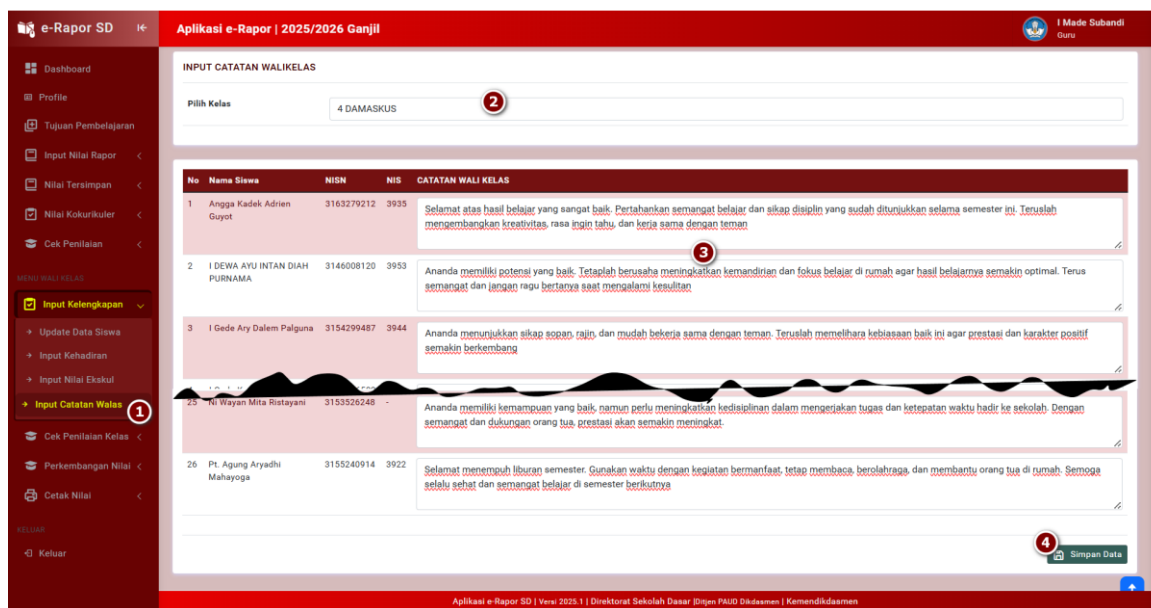 e-Rapor SD
Aplikasi e-Rapor | 2025/2026 Ganjil
I Made Subandi
Guru
Dashboard
Profile
Tujuan Pembelajaran
Input Nilai Rapor
Nilai Tersimpan
Nilai Kokurikuler
Cek Penilaian
MENU WALI KELAS
Input Kelengkapan
Update Data Siswa
Input Kehadiran
Input Nilai Ekskul
Input Catatan Walas
1
Cek Penilaian Kelas
Perkembangan Nilai
Cetak Nilai
KELUAR
Keluar
INPUT CATATAN WALIKELAS
Pilih Kelas
4 DAMASKUS
2
No Nama Siswa NISN NIS CATATAN WALI KELAS
1 Angga Kadek Adrien 3163279212 3935
Guyot
Selamat atas hasil belajar yang sangat baik. Pertahankan semangat belajar dan sikap disiplin yang sudah ditunjukkan selama semester ini. Teruslah
mengembangkan kreativitas, rasa ingin tahu, dan kerja sama dengan teman
3
2 I DEWA AYU INTAN DIAH 3146008120 3953
PURNAMA
Ananda memiliki potensi yang baik. Tetaplah berusaha meningkatkan kemandirian dan fokus belajar di rumah agar hasil belajarnya semakin optimal. Terus
semangat dan jangan ragu bertanya saat mengalami kesulitan
3 I Gede Ary Dalem Palguna 3154299487 3944
Ananda menunjukkan sikap sopan, rajin, dan mudah bekerja sama dengan teman. Teruslah memelihara kebiasaan baik ini agar prestasi dan karakter positif
semakin berkembang
25 Ni Wayan Mita Ristayani 3153526248 -
Ananda memiliki kemampuan yang baik, namun perlu meningkatkan kedisiplinan dalam mengerjakan tugas dan ketepatan waktu hadir ke sekolah. Dengan
semangat dan dukungan orang tua, prestasi akan semakin meningkat.
26 Pt. Agung Aryadhi 3155240914 3922
Mahayoga
Selamat menempuh liburan semester. Gunakan waktu dengan kegiatan bermanfaat, tetap membaca, berolahraga, dan membantu orang tua di rumah. Semoga
selalu sehat dan semangat belajar di semester berikutnya
4
Simpan Data
Aplikasi e-Rapor SD | Versi 2025.1 | Direktorat Sekolah Dasar |Ditjen PAUD Dikdasmen | Kemendikdasmen